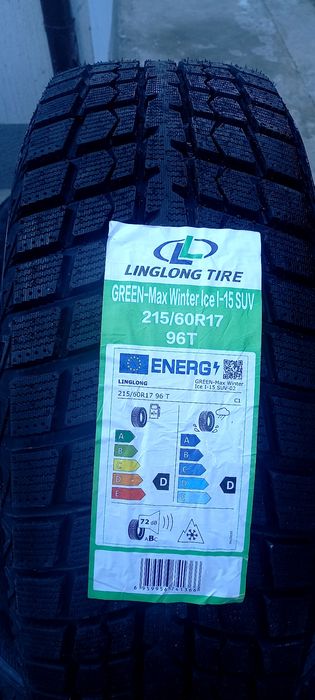 LINGLONG TIRE
GREEN-Max Winter Ice I-15 SUV
215/60R17
96T
ENERG
LINGLONG
GREEN-Max Winter
Ice I-15 SUV-02
215/60R17 96 T
C1
A
B
C
D
E
D
A
B
C
D
E
D
72 dB
ABC